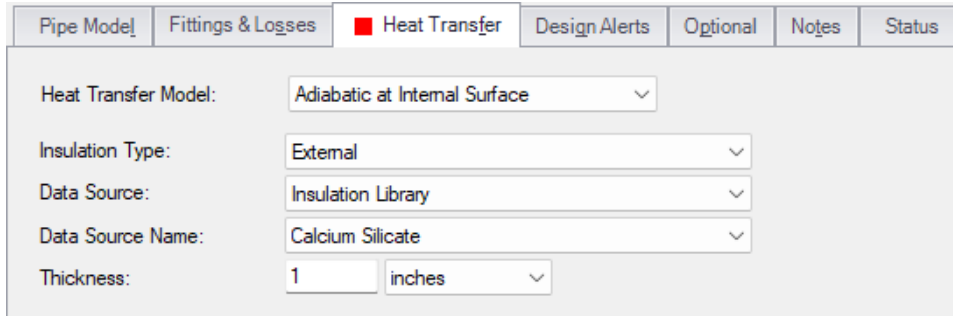 Pipe Model Fittings & Losses Heat Transfer Design Alerts Optional Notes Status
Heat Transfer Model: Adiabatic at Internal Surface
Insulation Type: External
Data Source: Insulation Library
Data Source Name: Calcium Silicate
Thickness: 1 inches